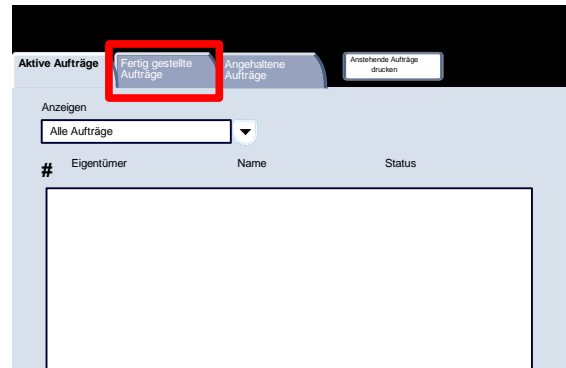 Aktive Aufträge
Fertig gestellte
Aufträge
Angehaltene
Aufträge
Anstehende Aufträge
drucken
Anzeigen
Alle Aufträge
# Eigentümer Name Status